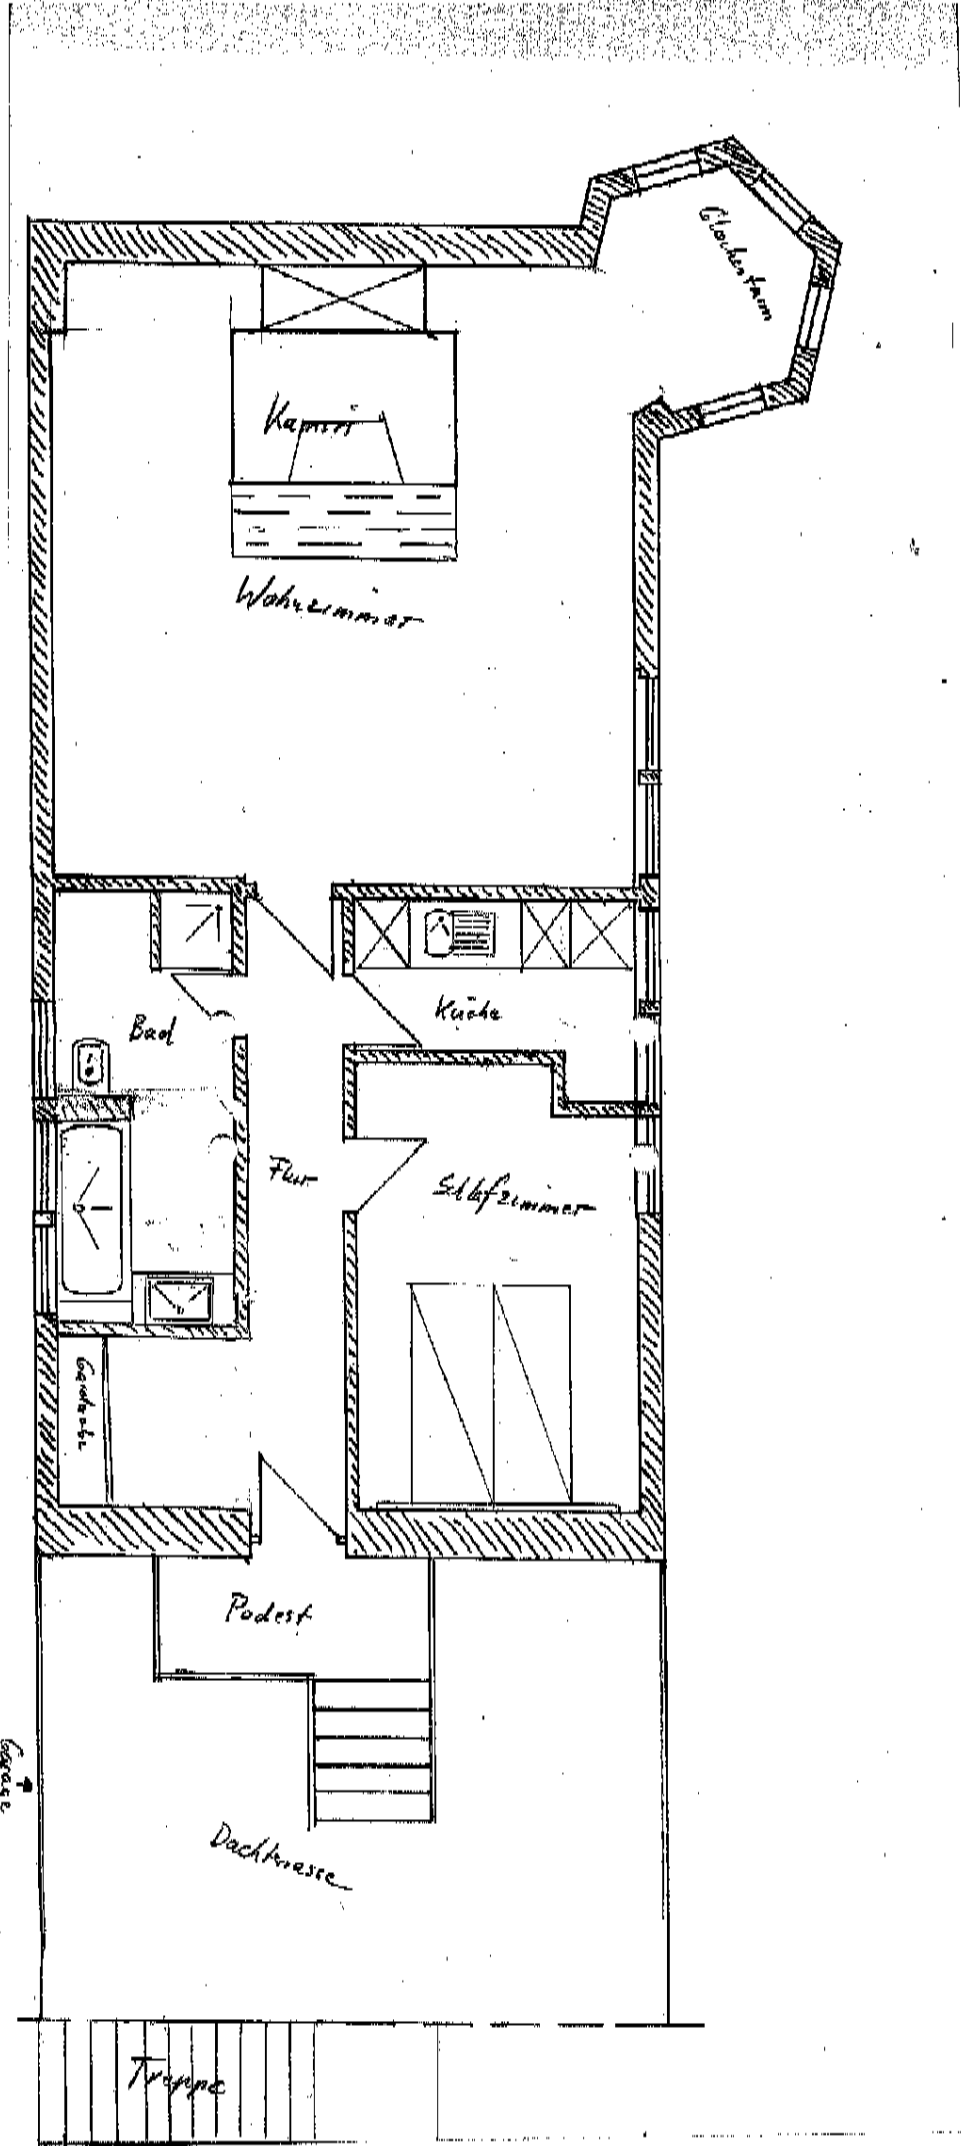 Glockenturm
Kamin
Wohnzimmer
Bad
Küche
Flur
Schlafzimmer
Garderobe
Podest
Garage
Dachterrasse
Treppe